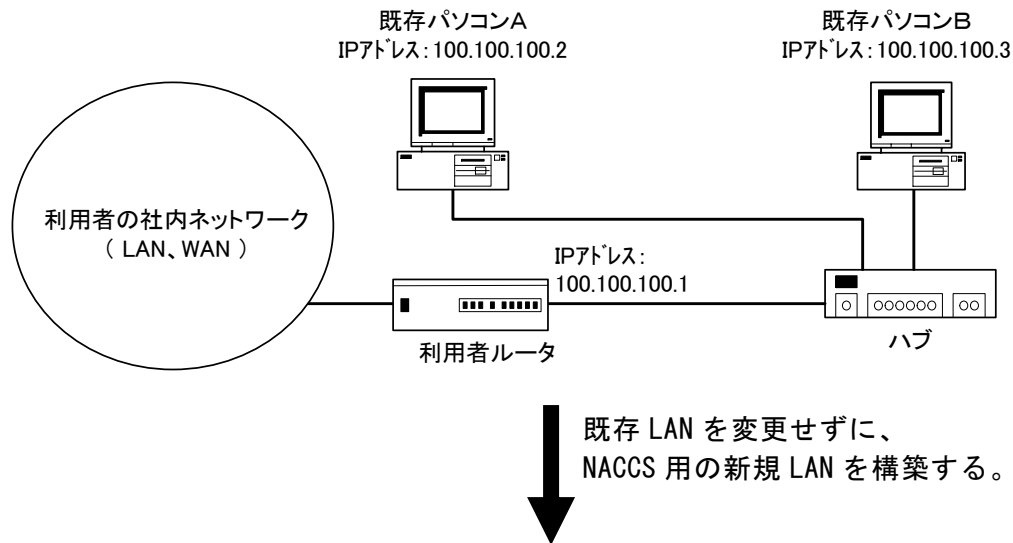 既存パソコンA
IPアドレス：100.100.100.2
既存パソコンB
IPアドレス：100.100.100.3
利用者の社内ネットワーク
（ LAN、WAN ）
IPアドレス：
100.100.100.1
利用者ルータ
ハブ
既存 LAN を変更せずに、
NACCS 用の新規 LAN を構築する。